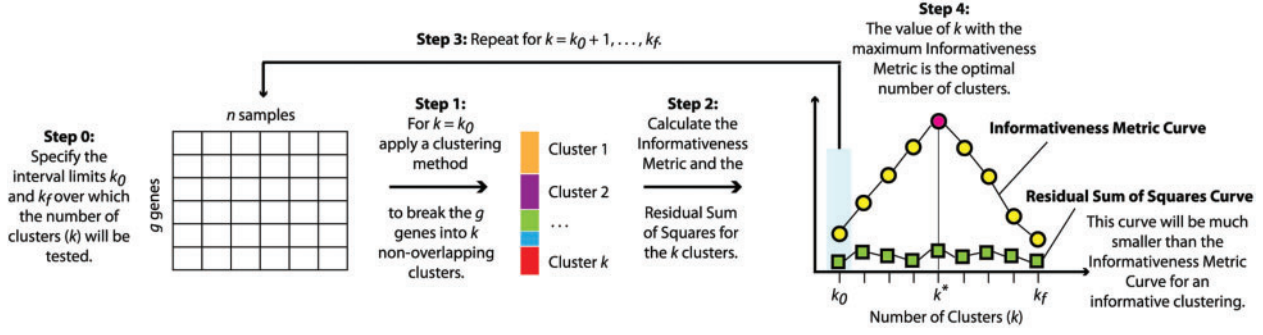 Step 0:
Specify the
interval limits k0
and kf over which
the number of
clusters (k) will be
tested.
n samples
g genes
Step 3: Repeat for k = k0 + 1, . . . , kf.
Step 1:
For k = k0
apply a clustering
method
to break the g
genes into k
non-overlapping
clusters.
Cluster 1
Cluster 2
. . .
Cluster k
Step 2:
Calculate the
Informativeness
Metric and the
Residual Sum
of Squares for
the k clusters.
Step 4:
The value of k with the
maximum Informativeness
Metric is the optimal
number of clusters.
Informativeness Metric Curve
Residual Sum of Squares Curve
This curve will be much
smaller than the
Informativeness Metric
Curve for an
informative clustering.
k0
k*
kf
Number of Clusters (k)